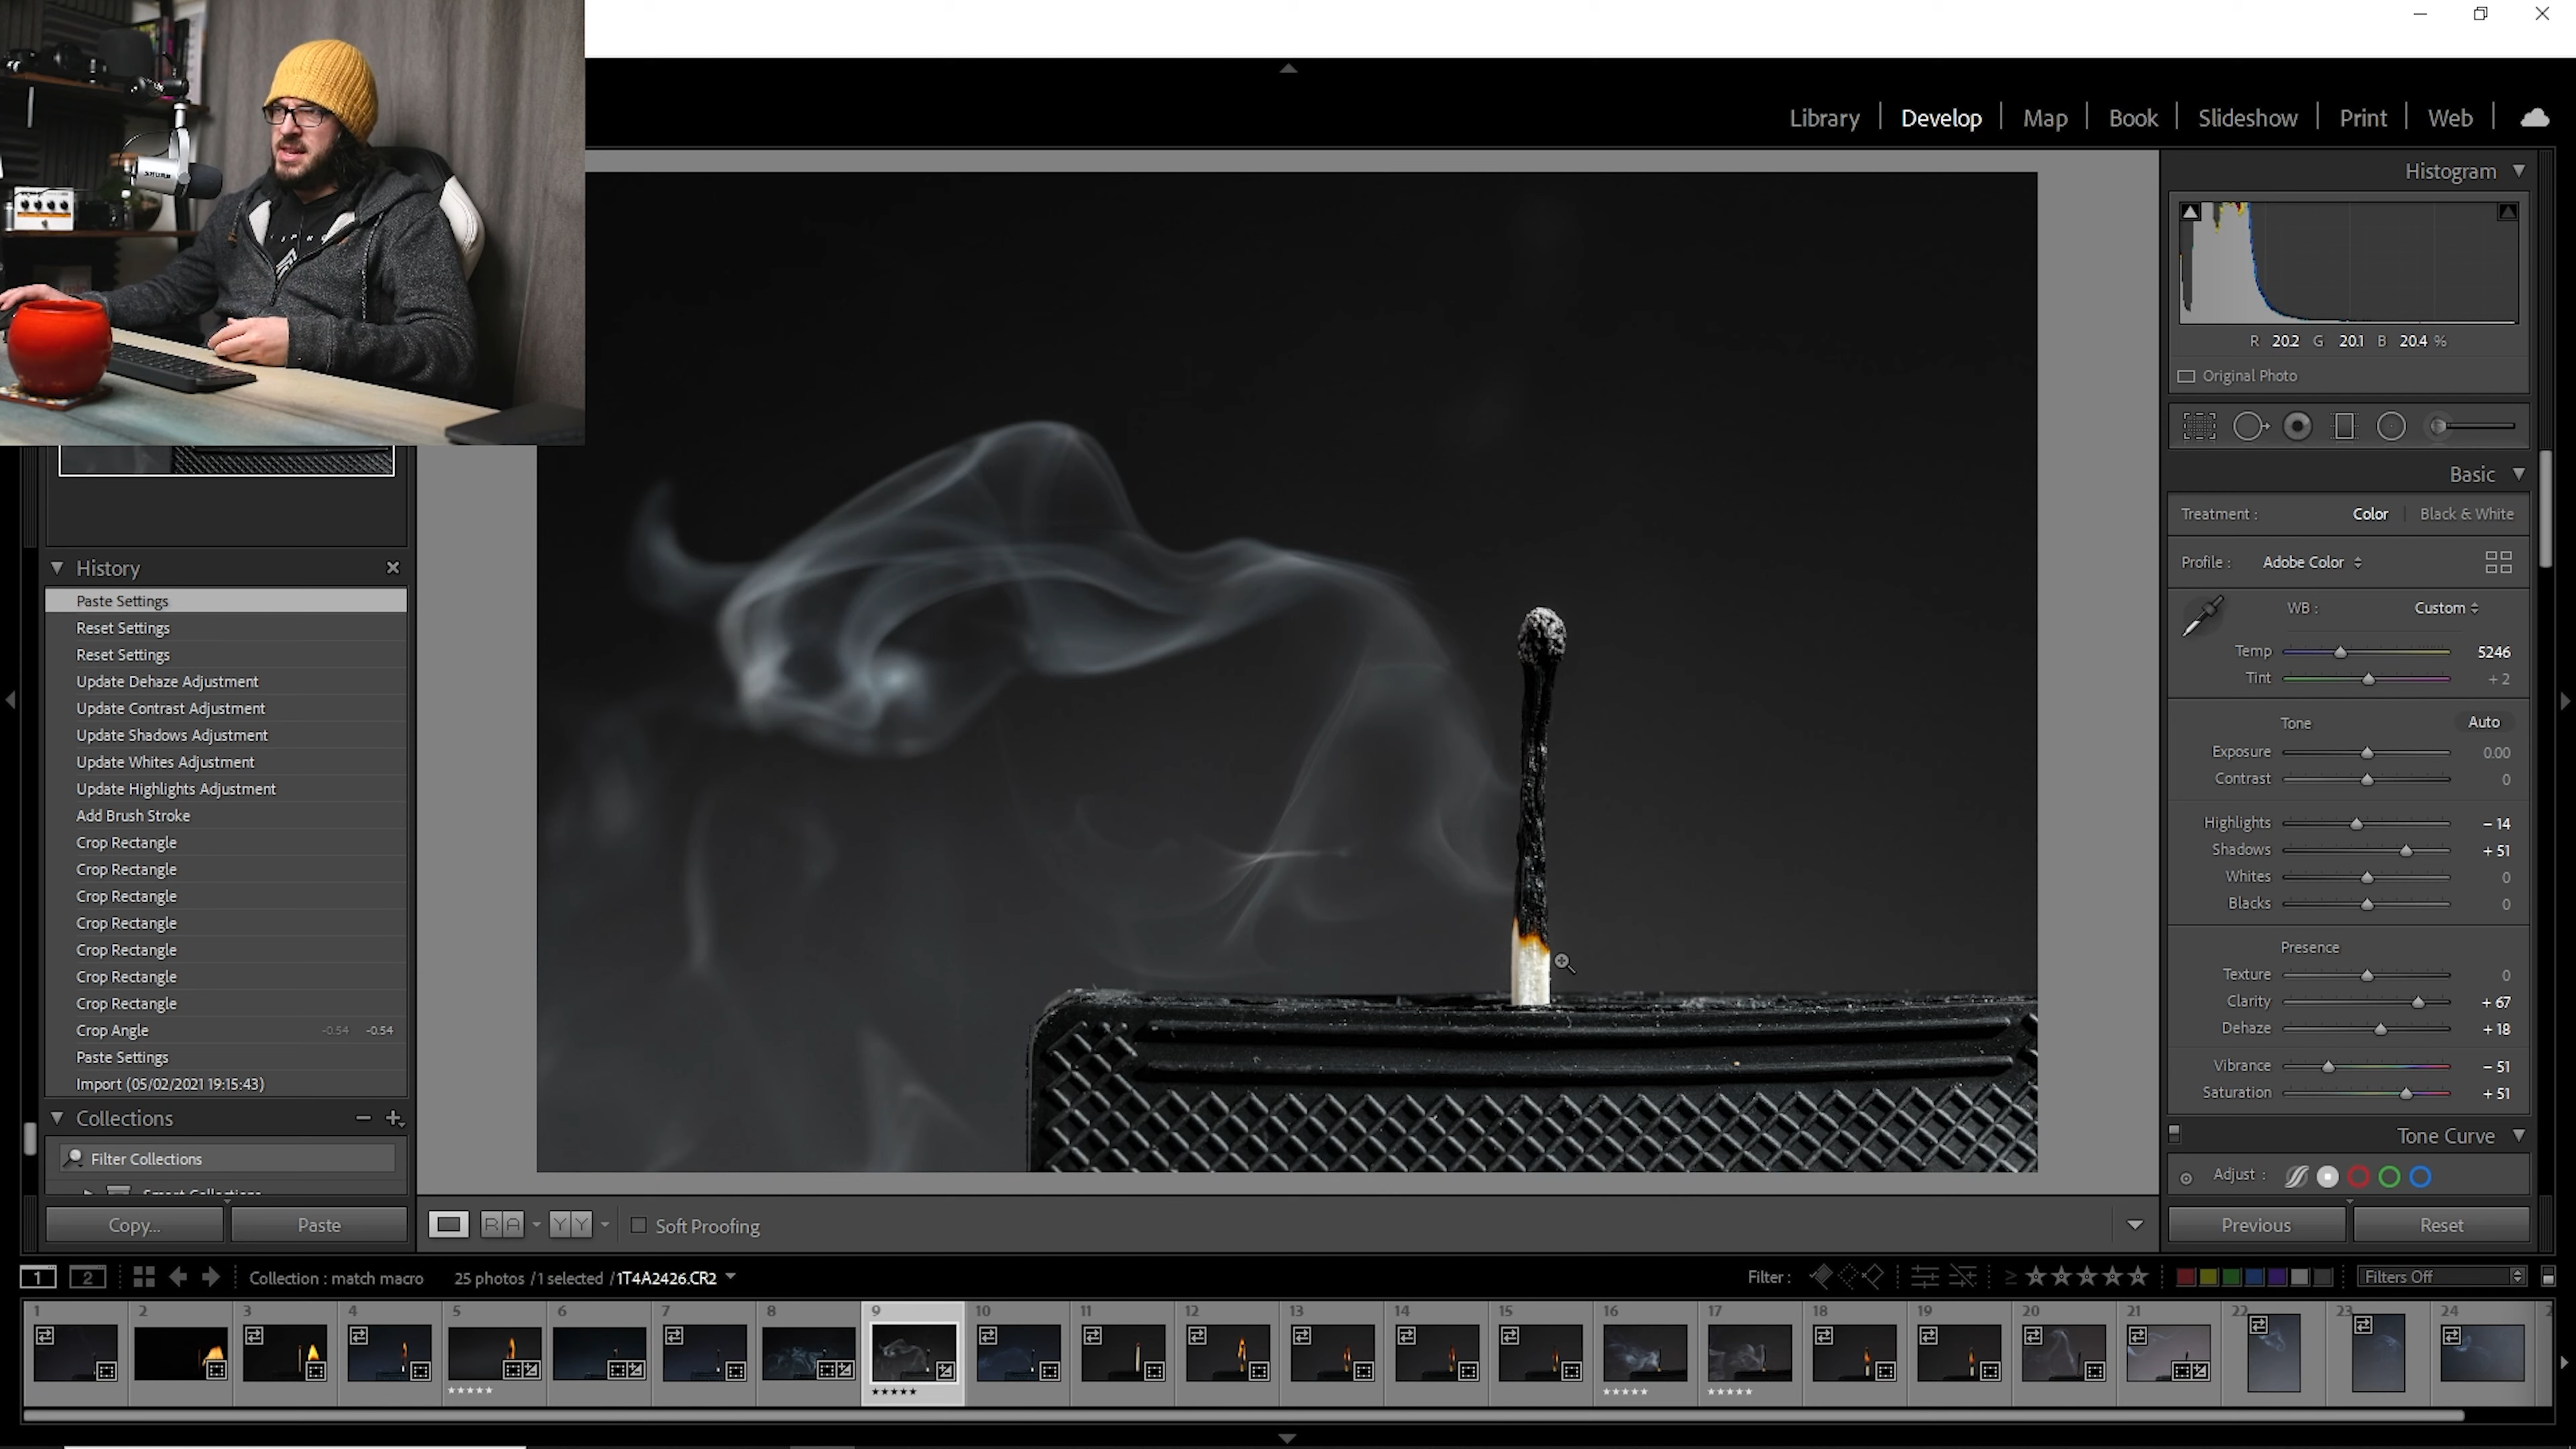 SHURE
Library | Develop | Map | Book | Slideshow | Print | Web
Histogram
R 20.2 G 20.1 B 20.4 %
Original Photo
Basic
Treatment : Color Black & White
Profile : Adobe Color
WB : Custom
Temp 5246
Tint + 2
Tone Auto
Exposure 0.00
Contrast 0
Highlights − 14
Shadows + 51
Whites 0
Blacks 0
Presence
Texture 0
Clarity + 67
Dehaze + 18
Vibrance − 51
Saturation + 51
Tone Curve
Adjust :
Previous Reset
History
Paste Settings
Reset Settings
Reset Settings
Update Dehaze Adjustment
Update Contrast Adjustment
Update Shadows Adjustment
Update Whites Adjustment
Update Highlights Adjustment
Add Brush Stroke
Crop Rectangle
Crop Rectangle
Crop Rectangle
Crop Rectangle
Crop Rectangle
Crop Rectangle
Crop Rectangle
Crop Angle -0.54 -0.54
Paste Settings
Import (05/02/2021 19:15:43)
Collections
Filter Collections
Smart Collections
Copy... Paste
R A Y Y Soft Proofing
1 2 Collection : match macro 25 photos / 1 selected / 1T4A2426.CR2 Filter : ≥ Filters Off
1 2 3 4 5 6 7 8 9 10 11 12 13 14 15 16 17 18 19 20 21 22 23 24